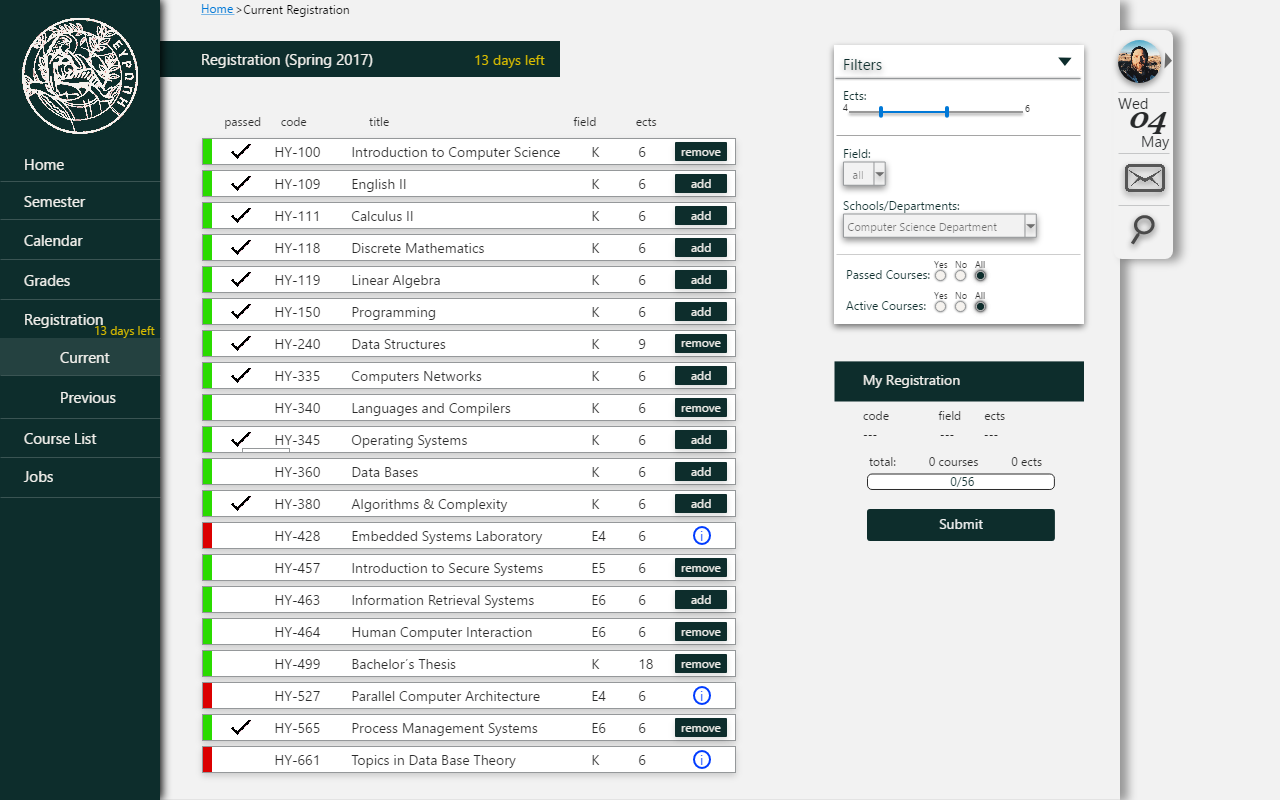 ΕΥΡΩΠΗ
Home
Semester
Calendar
Grades
Registration
13 days left
Current
Previous
Course List
Jobs
Home >Current Registration
Registration (Spring 2017) 13 days left
passed code title field ects
HY-100 Introduction to Computer Science K 6 remove
HY-109 English II K 6 add
HY-111 Calculus II K 6 add
HY-118 Discrete Mathematics K 6 add
HY-119 Linear Algebra K 6 add
HY-150 Programming K 6 add
HY-240 Data Structures K 9 remove
HY-335 Computers Networks K 6 add
HY-340 Languages and Compilers K 6 remove
HY-345 Operating Systems K 6 add
HY-360 Data Bases K 6 add
HY-380 Algorithms & Complexity K 6 add
HY-428 Embedded Systems Laboratory E4 6 i
HY-457 Introduction to Secure Systems E5 6 remove
HY-463 Information Retrieval Systems E6 6 add
HY-464 Human Computer Interaction E6 6 remove
HY-499 Bachelor´s Thesis K 18 remove
HY-527 Parallel Computer Architecture E4 6 i
HY-565 Process Management Systems E6 6 remove
HY-661 Topics in Data Base Theory K 6 i
Filters
Ects:
4 6
Field:
all
Schools/Departments:
Computer Science Department
Yes No All
Passed Courses:
Yes No All
Active Courses:
My Registration
code field ects
--- --- ---
total: 0 courses 0 ects
0/56
Submit
Wed
04
May